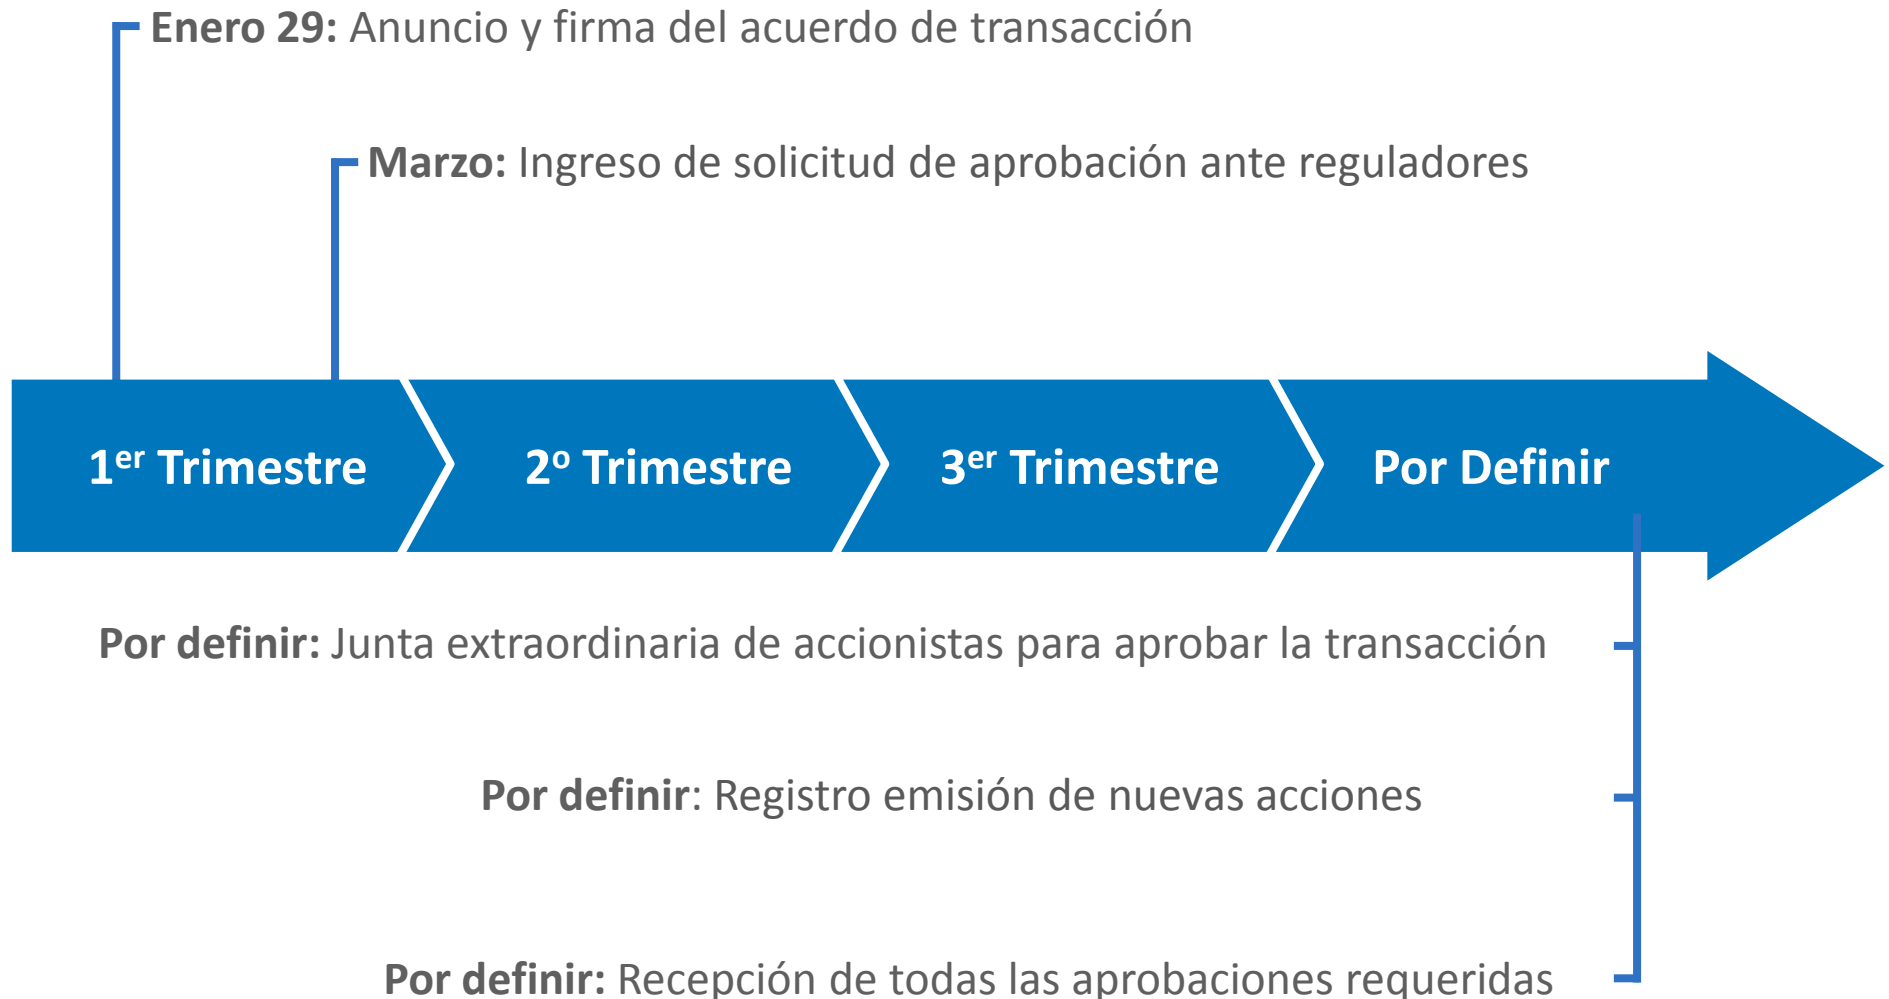 Enero 29: Anuncio y firma del acuerdo de transacción
Marzo: Ingreso de solicitud de aprobación ante reguladores
1er Trimestre
2º Trimestre
3er Trimestre
Por Definir
Por definir: Junta extraordinaria de accionistas para aprobar la transacción
Por definir: Registro emisión de nuevas acciones
Por definir: Recepción de todas las aprobaciones requeridas